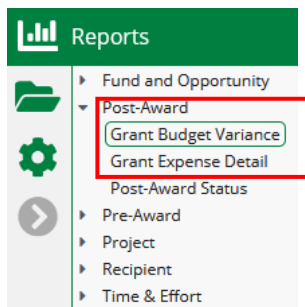 Reports
Fund and Opportunity
Post-Award
Grant Budget Variance
Grant Expense Detail
Post-Award Status
Pre-Award
Project
Recipient
Time & Effort